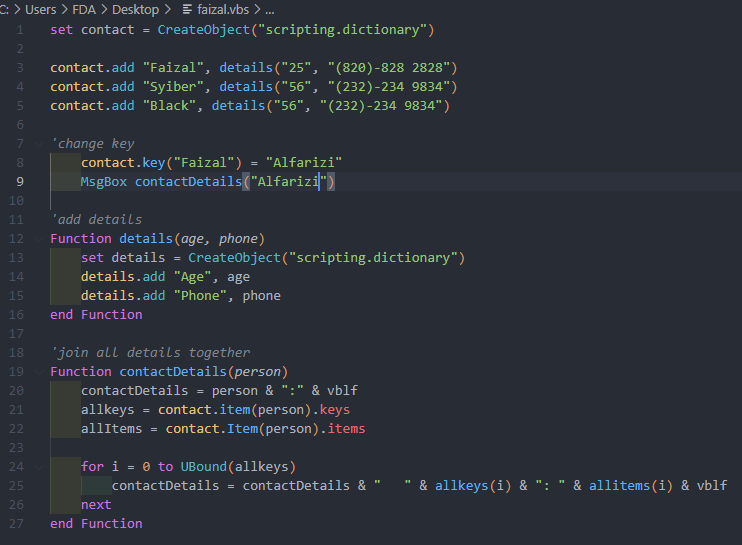 C: > Users > FDA > Desktop > faizal.vbs > ...
1 set contact = CreateObject("scripting.dictionary")
2
3 contact.add "Faizal", details("25", "(820)-828 2828")
4 contact.add "Syiber", details("56", "(232)-234 9834")
5 contact.add "Black", details("56", "(232)-234 9834")
6
7 'change key
8     contact.key("Faizal") = "Alfarizi"
9     MsgBox contactDetails("Alfarizi")
10
11 'add details
12 Function details(age, phone)
13     set details = CreateObject("scripting.dictionary")
14     details.add "Age", age
15     details.add "Phone", phone
16 end Function
17
18 'join all details together
19 Function contactDetails(person)
20     contactDetails = person & ":" & vblf
21     allkeys = contact.item(person).keys
22     allItems = contact.Item(person).items
23
24     for i = 0 to UBound(allkeys)
25         contactDetails = contactDetails & "   " & allkeys(i) & ": " & allitems(i) & vblf
26     next
27 end Function